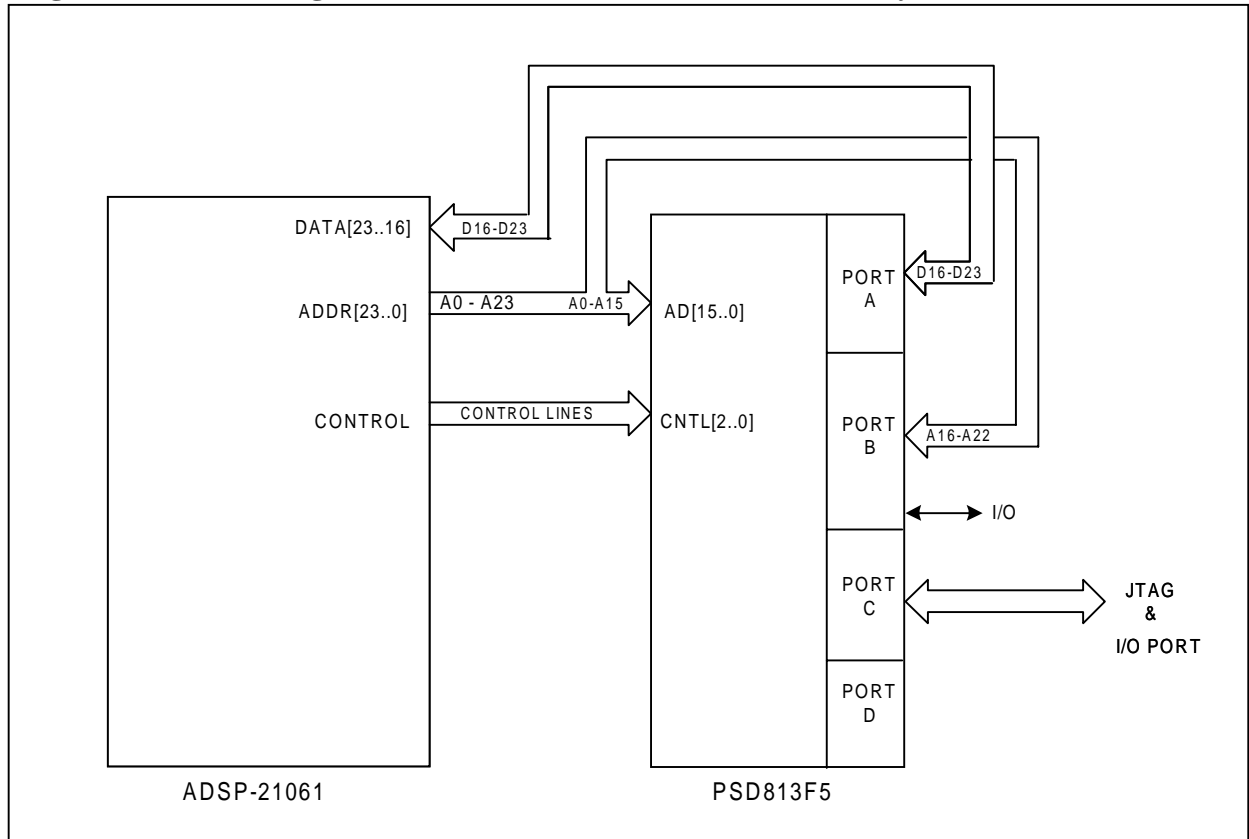 DATA[23..16]
D16-D23
ADDR[23..0]
A0 - A23
A0-A15
AD[15..0]
CONTROL
CONTROL LINES
CNTL[2..0]
PORT
A
D16-D23
PORT
B
A16-A22
I/O
PORT
C
JTAG
&
I/O PORT
PORT
D
ADSP-21061
PSD813F5